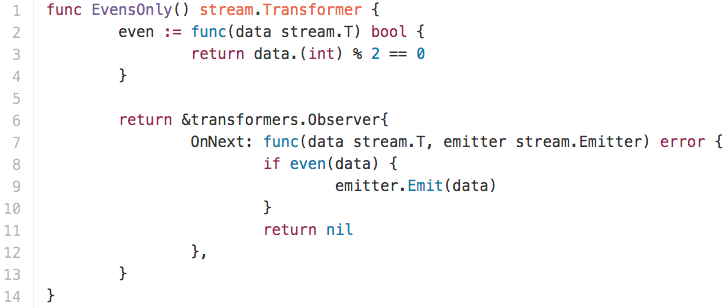 1 func EvensOnly() stream.Transformer {
2         even := func(data stream.T) bool {
3                 return data.(int) % 2 == 0
4         }
5
6         return &transformers.Observer{
7                 OnNext: func(data stream.T, emitter stream.Emitter) error {
8                         if even(data) {
9                                 emitter.Emit(data)
10                         }
11                         return nil
12                 },
13         }
14 }